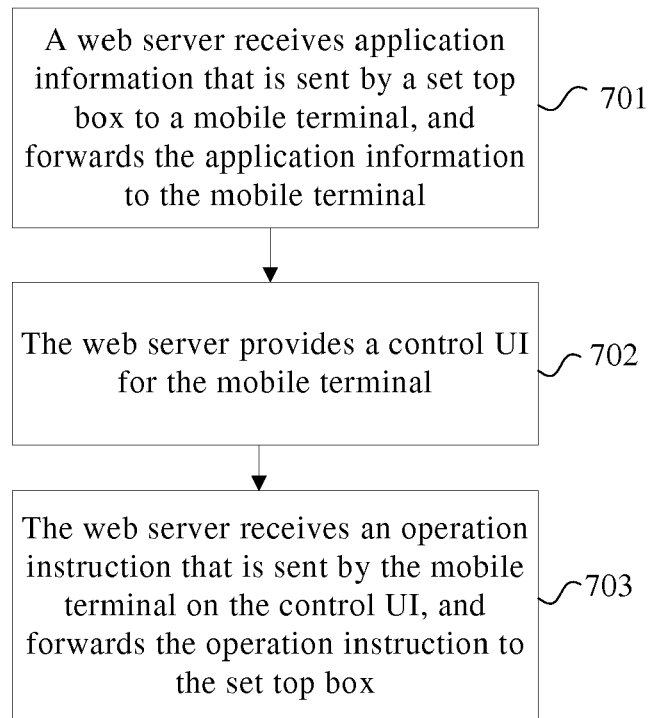 A web server receives application
information that is sent by a set top
box to a mobile terminal, and
forwards the application information
to the mobile terminal
701
The web server provides a control UI
for the mobile terminal
702
The web server receives an operation
instruction that is sent by the mobile
terminal on the control UI, and
forwards the operation instruction to
the set top box
703